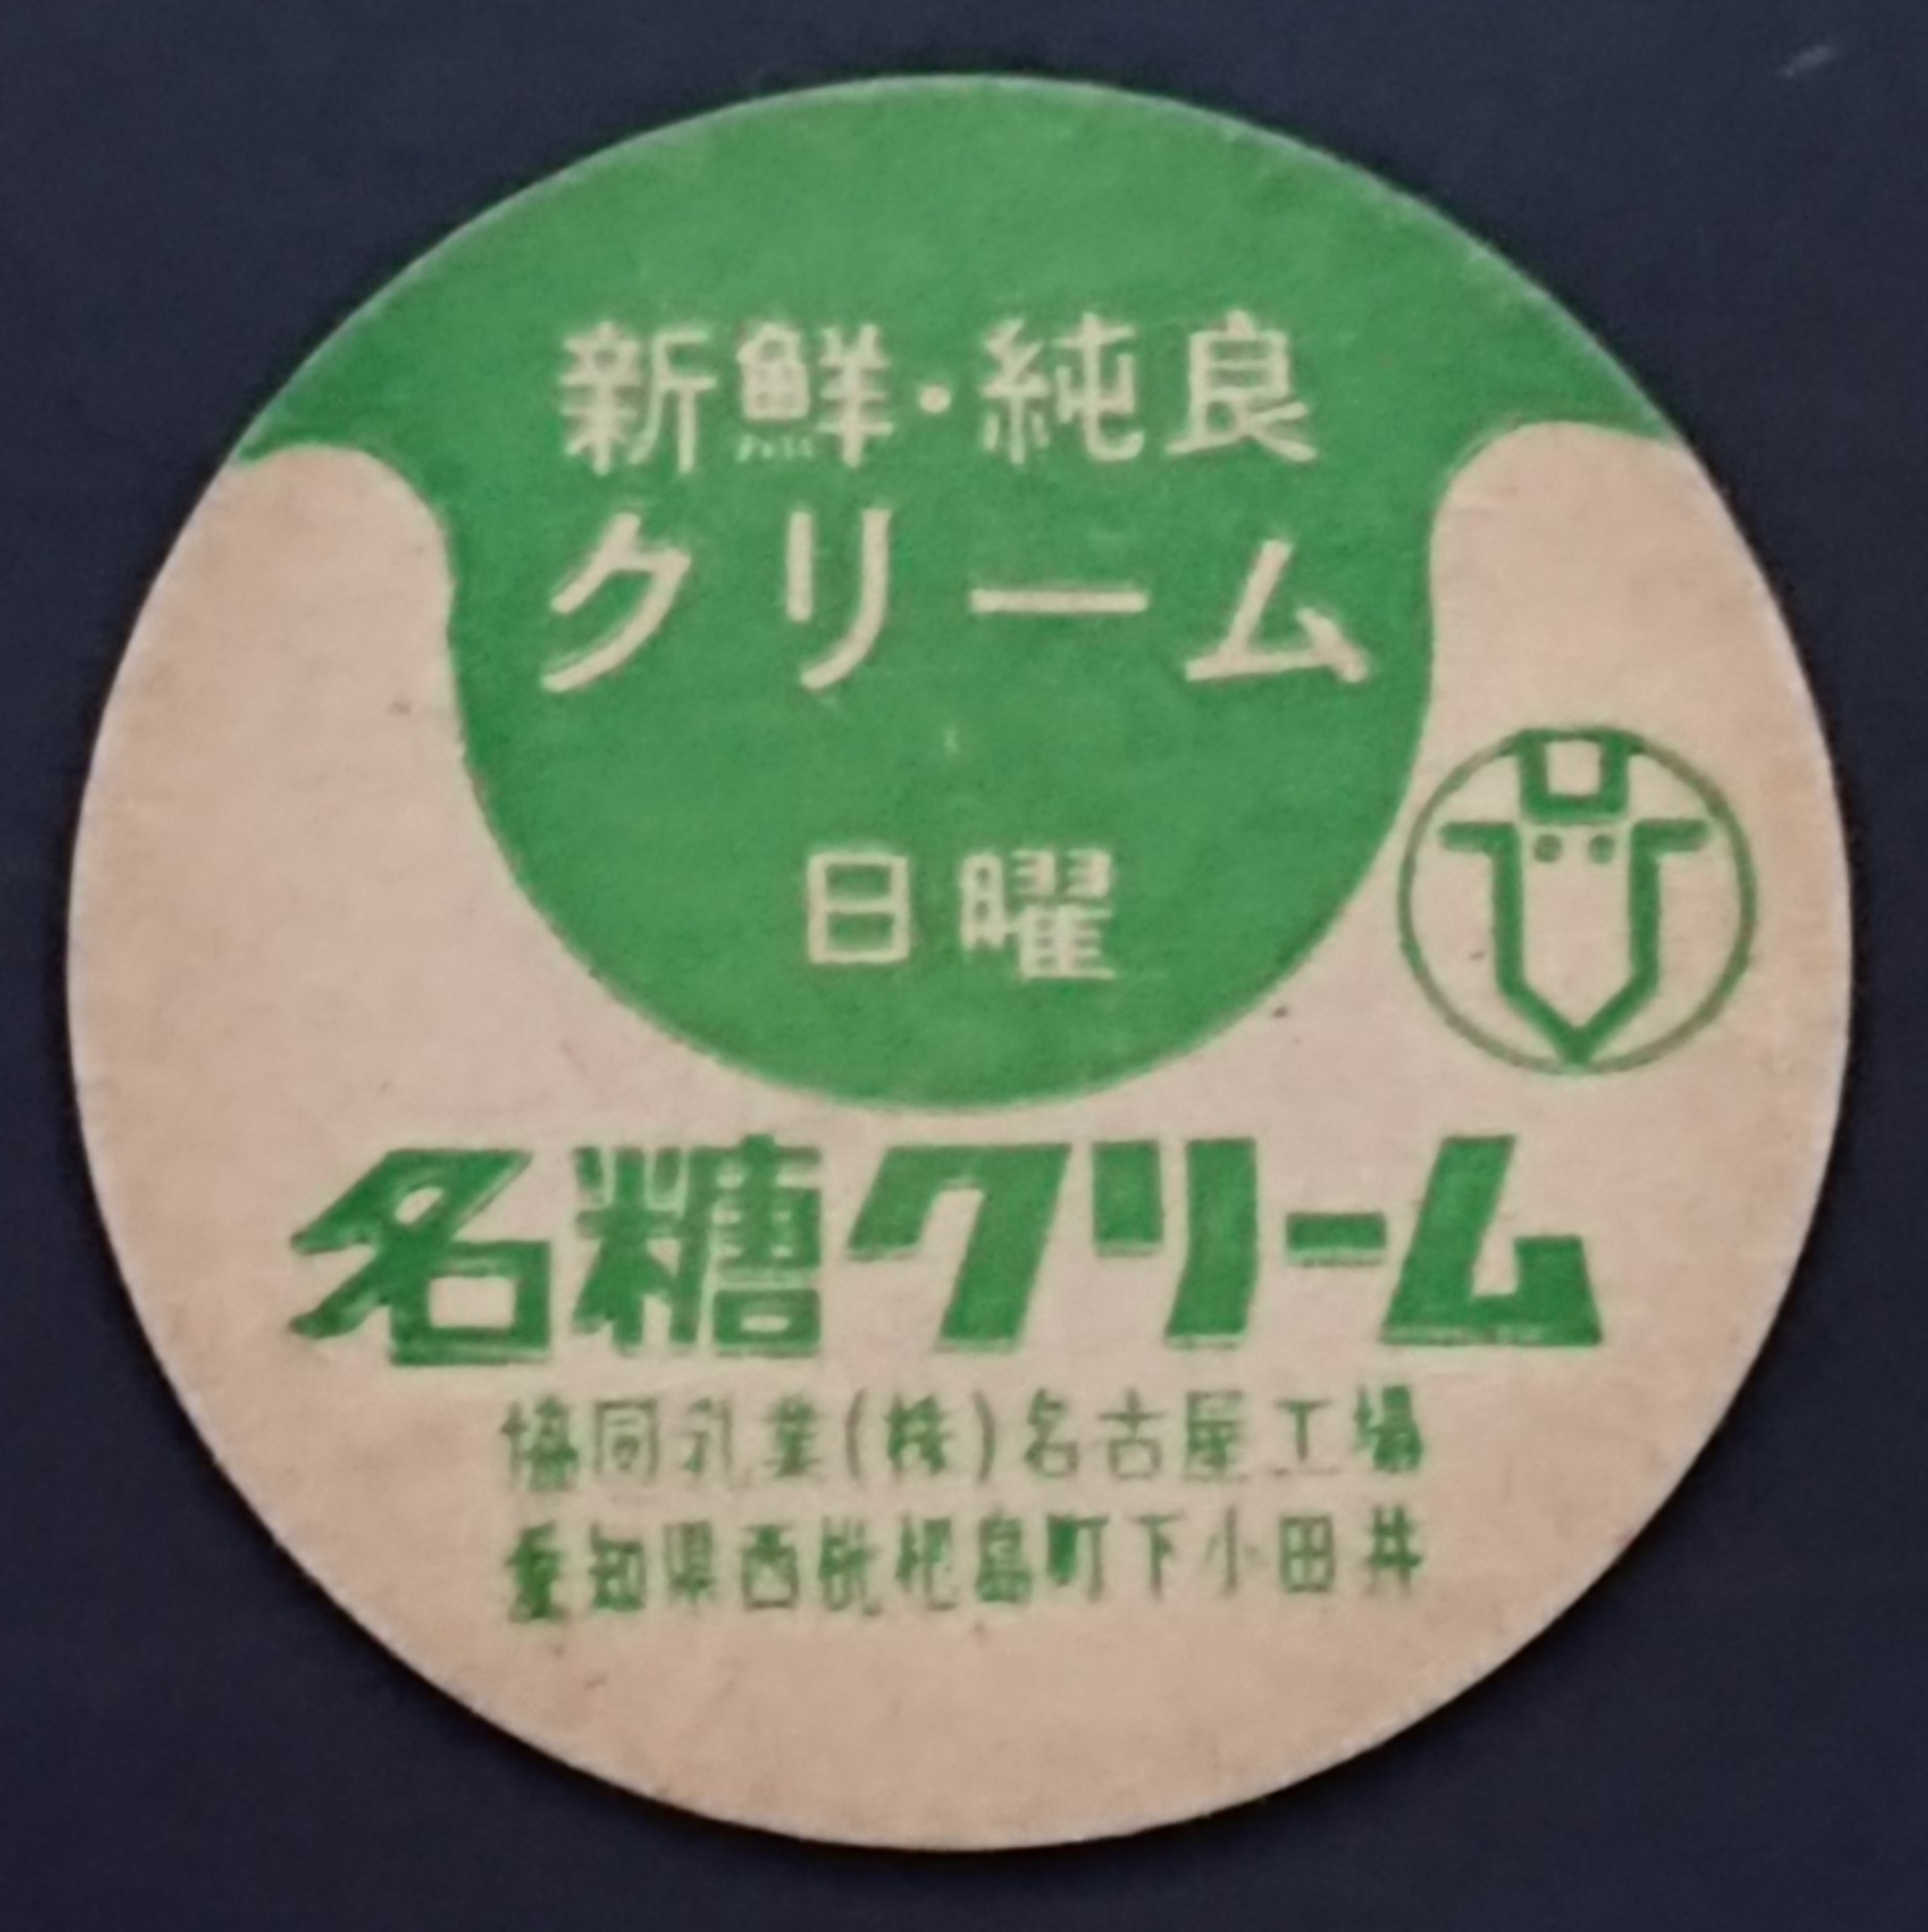 新鮮・純良
クリーム
日曜
名糖クリーム
協同乳業(株)名古屋工場
愛知県西枇杷島町下小田井